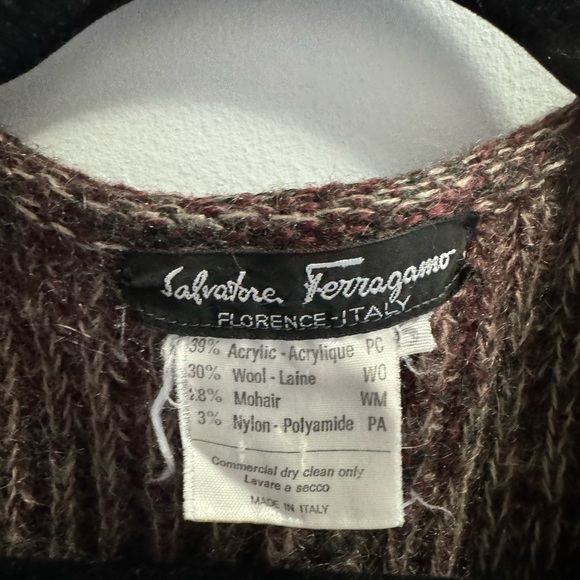 Salvatore Ferragamo
FLORENCE-ITALY
39% Acrylic - Acrylique PC
30% Wool - Laine WO
28% Mohair WM
3% Nylon - Polyamide PA
Commercial dry clean only
Lavare a secco
MADE IN ITALY